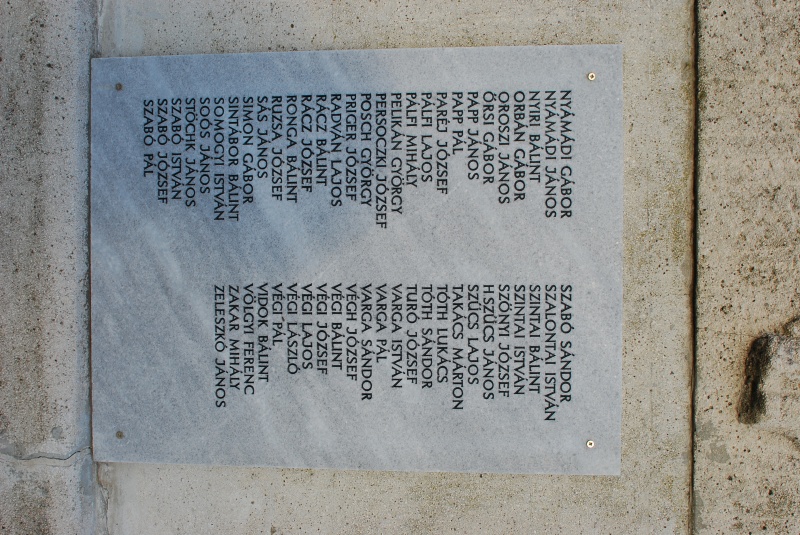 NYÁMÁDI GÁBOR
NYÁMÁDI JÁNOS
NYIRI BÁLINT
ORBÁN GÁBOR
OROSZI JÁNOS
ŐRSI GÁBOR
PAPP JÁNOS
PAPP PÁL
PARÉJ JÓZSEF
PÁLFI LAJOS
PÁLFI MIHÁLY
PELIKÁN GYÖRGY
PERSOCZKI JÓZSEF
POSCH GYÖRGY
PRIGER JÓZSEF
RADVÁN LAJOS
RÁCZ BÁLINT
RÁCZ JÓZSEF
RONGA BÁLINT
RUZSA JÓZSEF
SÁS JÁNOS
SIMON GÁBOR
SINTÁBOR BÁLINT
SOMOGYI ISTVÁN
SOÓS JÁNOS
STÖCHK JÁNOS
SZABÓ ISTVÁN
SZABÓ JÓZSEF
SZABÓ PÁL
SZABÓ SÁNDOR
SZALONTAI ISTVÁN
SZINTAI BÁLINT
SZINTAI ISTVÁN
SZŐNYI JÓZSEF
HSZŰCS JÁNOS
SZŰCS LAJOS
TAKÁCS MÁRTON
TÓTH LUKÁCS
TÓTH SÁNDOR
TURÓ JÓZSEF
VARGA ISTVÁN
VARGA PÁL
VARGA SÁNDOR
VÉGH JÓZSEF
VÉGI BÁLINT
VÉGI JÓZSEF
VÉGI LAJOS
VÉGI LÁSZLÓ
VÉGI PÁL
VIDOK BÁLINT
VÖLGYI FERENC
ZAKAR MIHÁLY
ZELESZKÓ JÁNOS